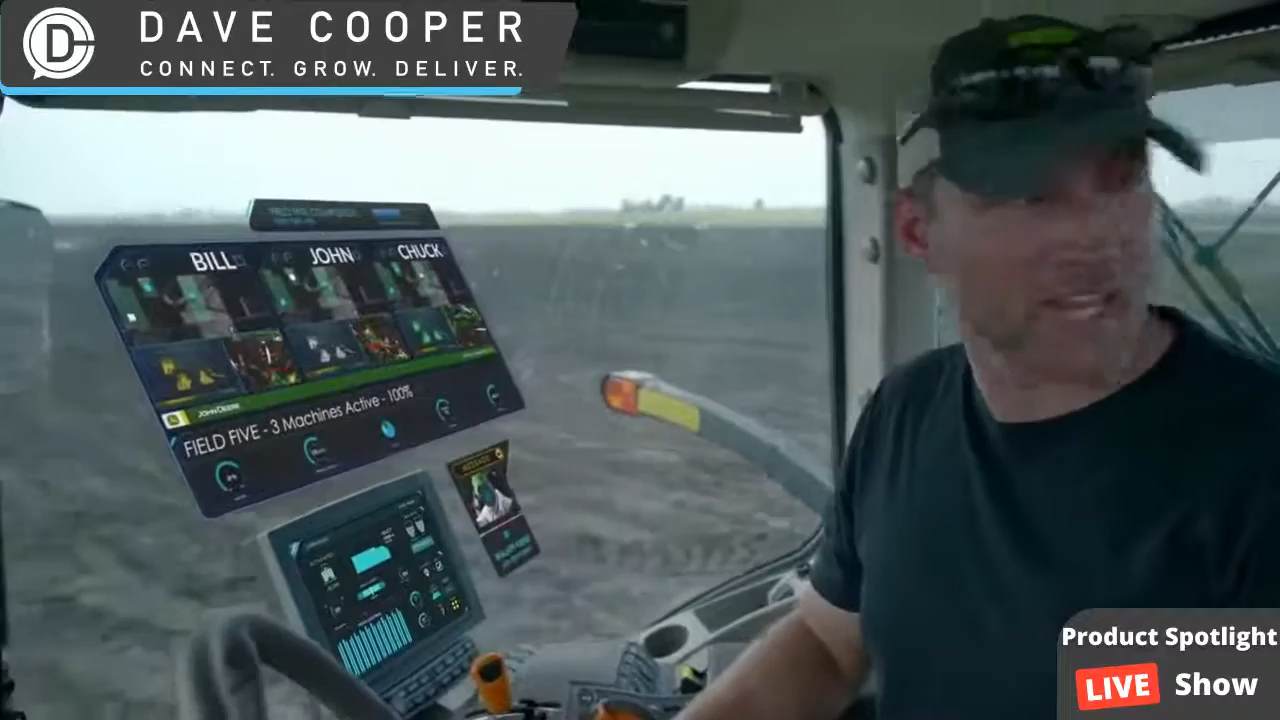 DAVE COOPER
CONNECT. GROW. DELIVER.
BILL
JOHN
CHUCK
JOHN DEERE
FIELD FIVE - 3 Machines Active - 100%
Product Spotlight
LIVE Show